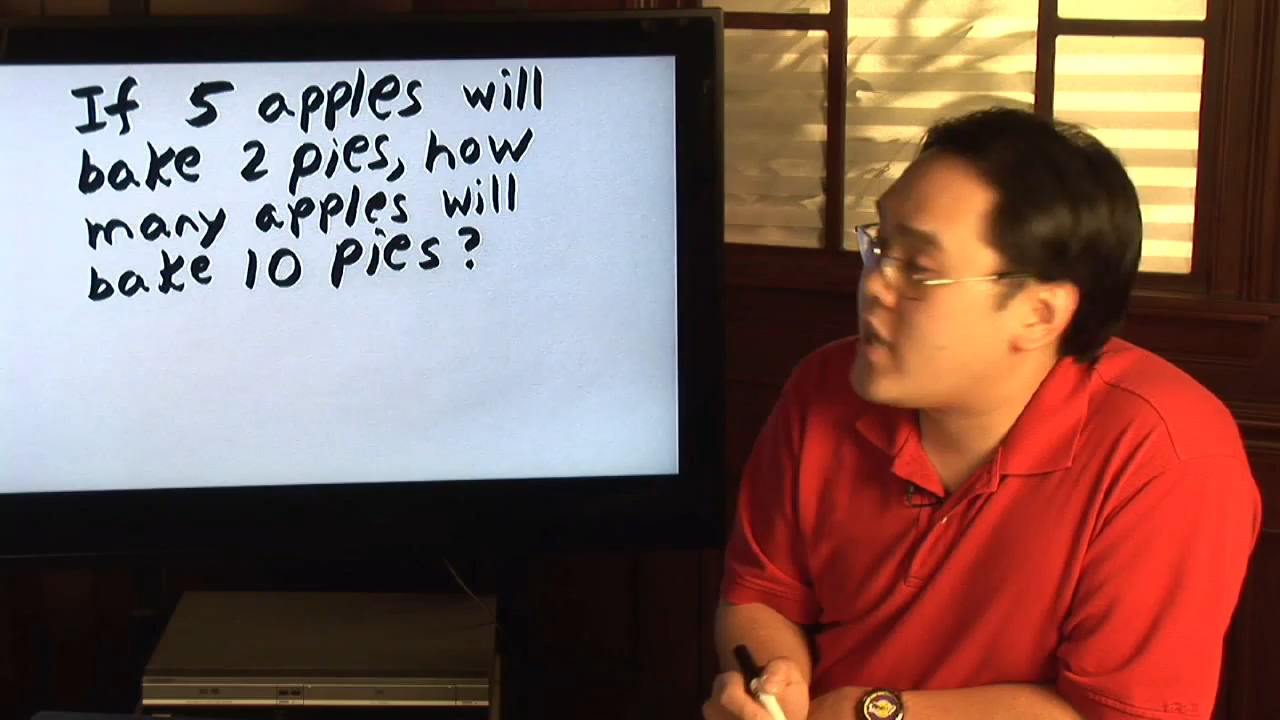 If 5 apples will
bake 2 pies, how
many apples will
bake 10 pies?